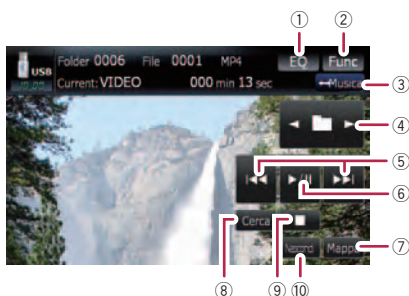 ① ②
USB Folder 0006 File 0001 MP4 EQ Func
Current: VIDEO 000 min 13 sec Musica ③
④
⑤
⑥
Cerca
Mappa ⑦
⑧ ⑨ ⑩